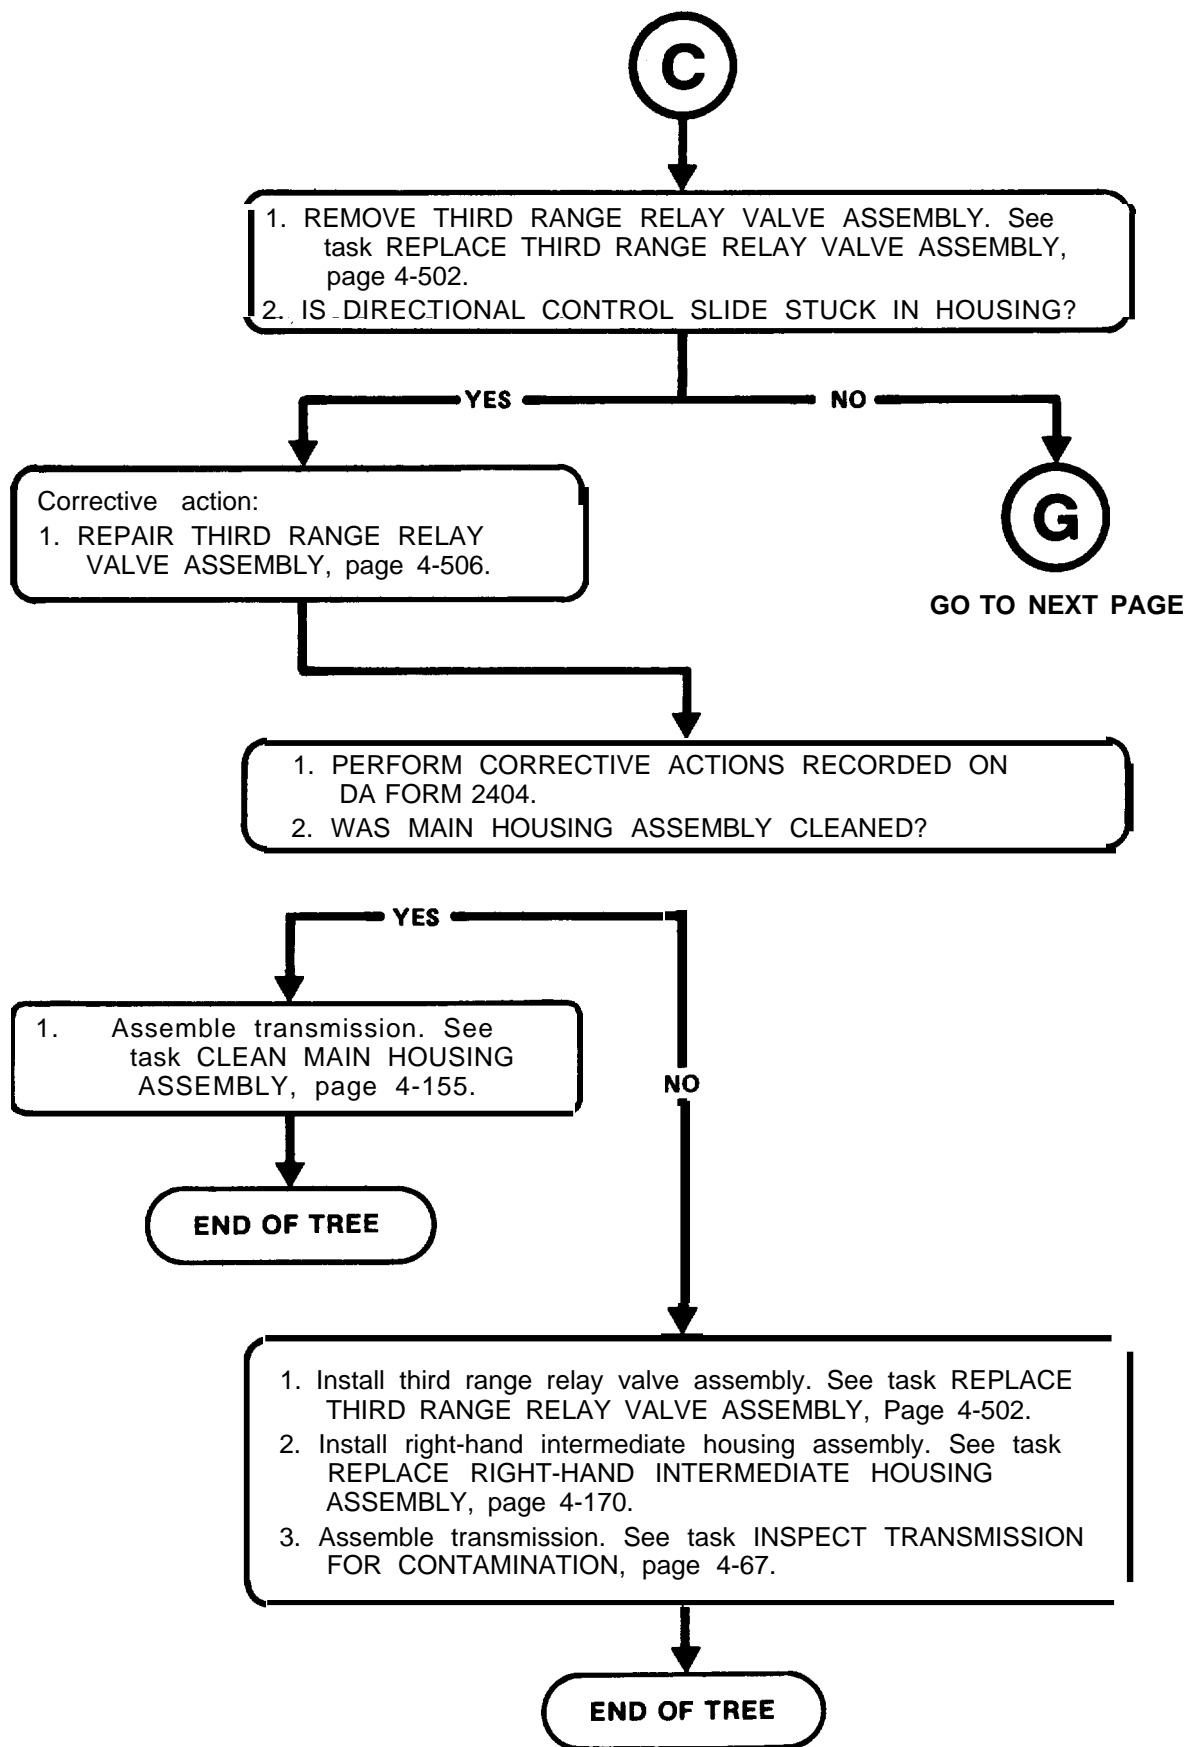 C
1. REMOVE THIRD RANGE RELAY VALVE ASSEMBLY. See
task REPLACE THIRD RANGE RELAY VALVE ASSEMBLY,
page 4-502.
2. IS DIRECTIONAL CONTROL SLIDE STUCK IN HOUSING?
YES
NO
Corrective action:
1. REPAIR THIRD RANGE RELAY
VALVE ASSEMBLY, page 4-506.
G
GO TO NEXT PAGE
1. PERFORM CORRECTIVE ACTIONS RECORDED ON
DA FORM 2404.
2. WAS MAIN HOUSING ASSEMBLY CLEANED?
YES
1. Assemble transmission. See
task CLEAN MAIN HOUSING
ASSEMBLY, page 4-155.
NO
END OF TREE
1. Install third range relay valve assembly. See task REPLACE
THIRD RANGE RELAY VALVE ASSEMBLY, Page 4-502.
2. Install right-hand intermediate housing assembly. See task
REPLACE RIGHT-HAND INTERMEDIATE HOUSING
ASSEMBLY, page 4-170.
3. Assemble transmission. See task INSPECT TRANSMISSION
FOR CONTAMINATION, page 4-67.
END OF TREE